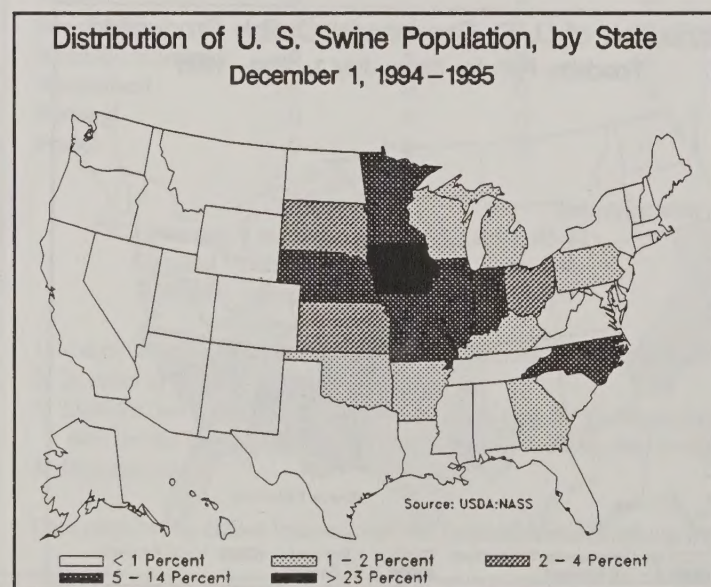 Distribution of U. S. Swine Population, by State
December 1, 1994–1995
Source: USDA:NASS
< 1 Percent
1 – 2 Percent
2 – 4 Percent
5 – 14 Percent
> 23 Percent